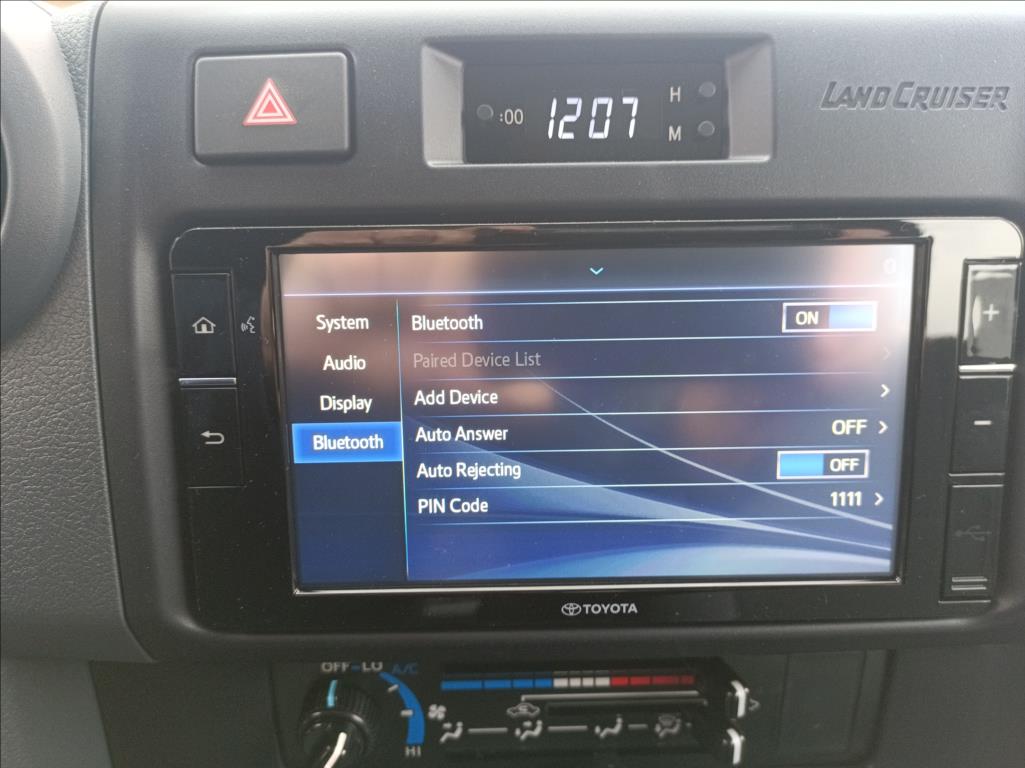 :00 1207 H
M
LAND CRUISER
System
Audio
Display
Bluetooth
Bluetooth ON
Paired Device List
Add Device
Auto Answer OFF
Auto Rejecting OFF
PIN Code 1111
TOYOTA
OFF LO A/C
HI